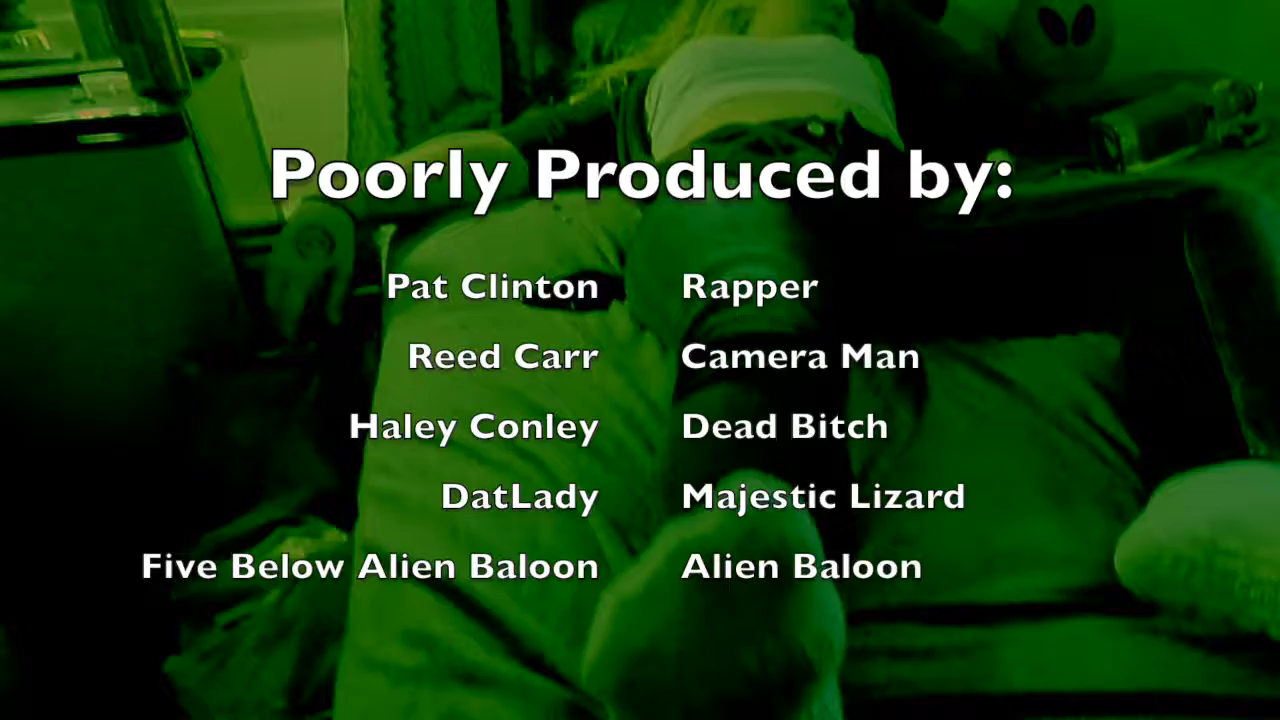 Poorly Produced by:
Pat Clinton Rapper
Reed Carr Camera Man
Haley Conley Dead Bitch
DatLady Majestic Lizard
Five Below Alien Baloon Alien Baloon